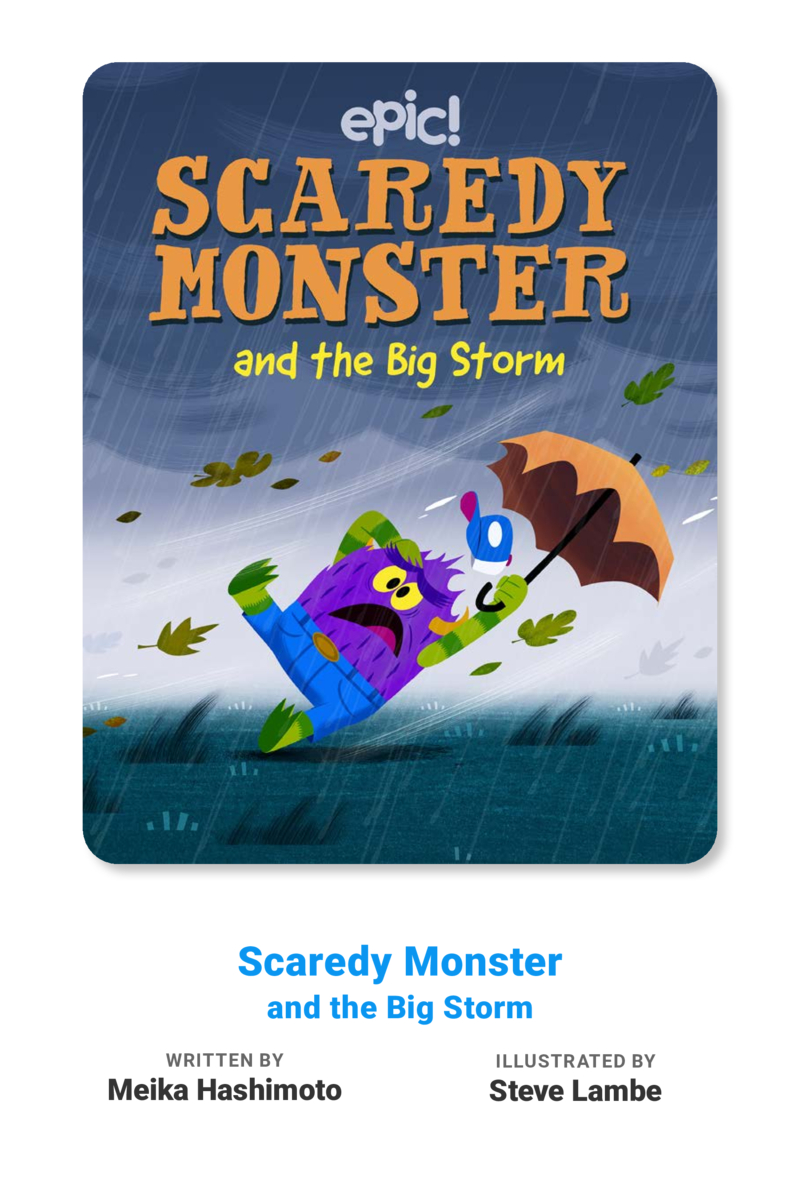 epic!
SCAREDY
MONSTER
and the Big Storm
Scaredy Monster
and the Big Storm
WRITTEN BY
Meika Hashimoto
ILLUSTRATED BY
Steve Lambe